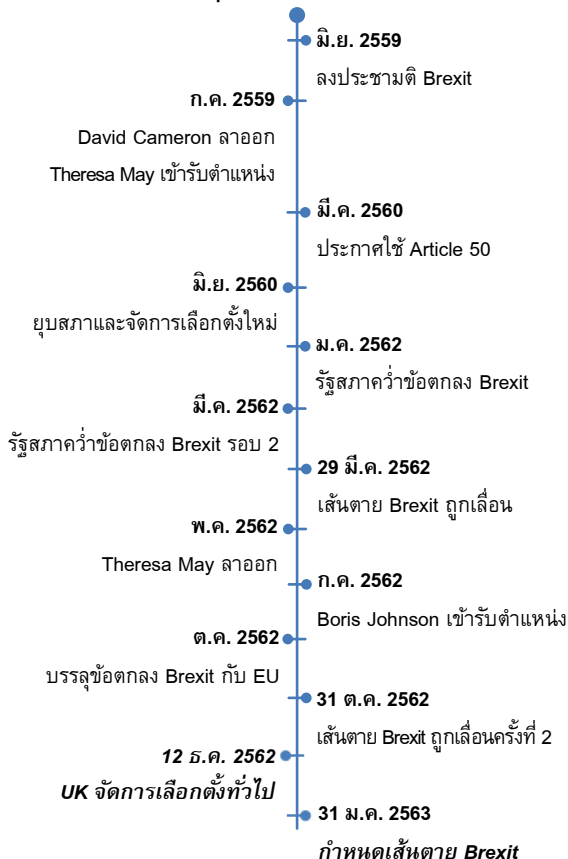 มิ.ย. 2559
ลงประชามติ Brexit
ก.ค. 2559
David Cameron ลาออก
Theresa May เข้ารับตำแหน่ง
มี.ค. 2560
ประกาศใช้ Article 50
มิ.ย. 2560
ยุบสภาและจัดการเลือกตั้งใหม่
ม.ค. 2562
รัฐสภาคว่ำข้อตกลง Brexit
มี.ค. 2562
รัฐสภาคว่ำข้อตกลง Brexit รอบ 2
29 มี.ค. 2562
เส้นตาย Brexit ถูกเลื่อน
พ.ค. 2562
Theresa May ลาออก
ก.ค. 2562
Boris Johnson เข้ารับตำแหน่ง
ต.ค. 2562
บรรลุข้อตกลง Brexit กับ EU
31 ต.ค. 2562
เส้นตาย Brexit ถูกเลื่อนครั้งที่ 2
12 ธ.ค. 2562
UK จัดการเลือกตั้งทั่วไป
31 ม.ค. 2563
กำหนดเส้นตาย Brexit